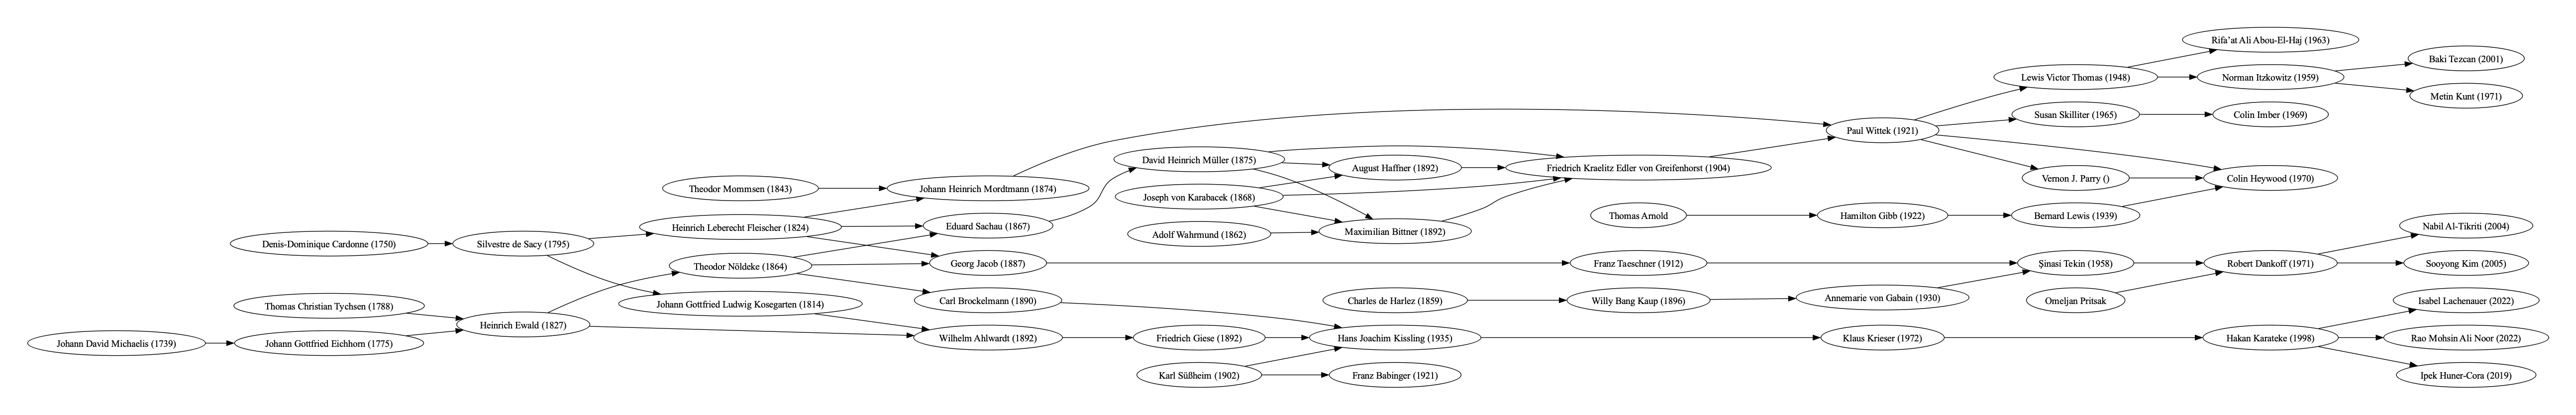 Rifa'at Ali Abou-El-Haj (1963)
Baki Tezcan (2001)
Lewis Victor Thomas (1948)
Norman Itzkowitz (1959)
Metin Kunt (1971)
Susan Skilliter (1965)
Colin Imber (1969)
Paul Wittek (1921)
David Heinrich Müller (1875)
August Haffner (1892)
Friedrich Kraelitz Edler von Greifenhorst (1904)
Vernon J. Parry ()
Colin Heywood (1970)
Theodor Mommsen (1843)
Johann Heinrich Mordtmann (1874)
Joseph von Karabacek (1868)
Thomas Arnold
Hamilton Gibb (1922)
Bernard Lewis (1939)
Heinrich Leberecht Fleischer (1824)
Eduard Sachau (1867)
Adolf Wahrmund (1862)
Maximilian Bittner (1892)
Nabil Al-Tikriti (2004)
Denis-Dominique Cardonne (1750)
Silvestre de Sacy (1795)
Theodor Nöldeke (1864)
Georg Jacob (1887)
Franz Taeschner (1912)
Şinasi Tekin (1958)
Robert Dankoff (1971)
Sooyong Kim (2005)
Thomas Christian Tychsen (1788)
Johann Gottfried Ludwig Kosegarten (1814)
Carl Brockelmann (1890)
Charles de Harlez (1859)
Willy Bang Kaup (1896)
Annemarie von Gabain (1930)
Omeljan Pritsak
Isabel Lachenauer (2022)
Heinrich Ewald (1827)
Johann David Michaelis (1739)
Johann Gottfried Eichhorn (1775)
Wilhelm Ahlwardt (1892)
Friedrich Giese (1892)
Hans Joachim Kissling (1935)
Klaus Krieser (1972)
Hakan Karateke (1998)
Rao Mohsin Ali Noor (2022)
Karl Süßheim (1902)
Franz Babinger (1921)
Ipek Huner-Cora (2019)